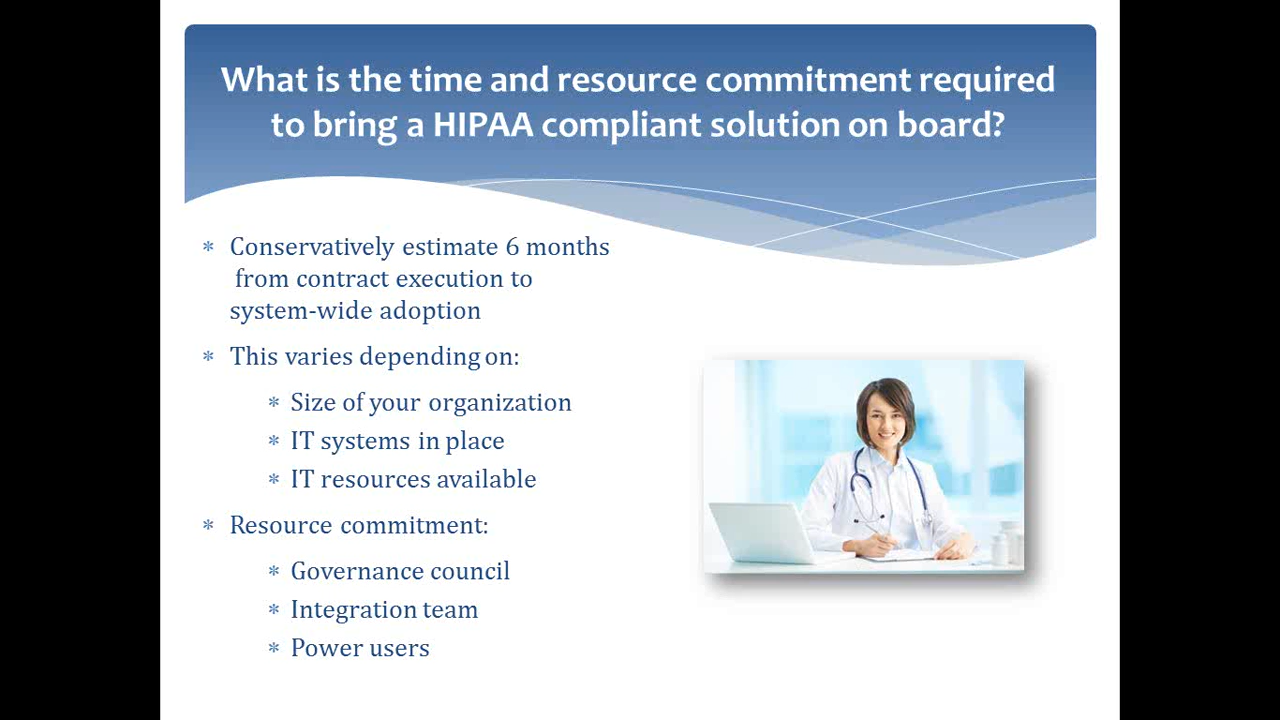 What is the time and resource commitment required
to bring a HIPAA compliant solution on board?
* Conservatively estimate 6 months
from contract execution to
system-wide adoption
* This varies depending on:
* Size of your organization
* IT systems in place
* IT resources available
* Resource commitment:
* Governance council
* Integration team
* Power users